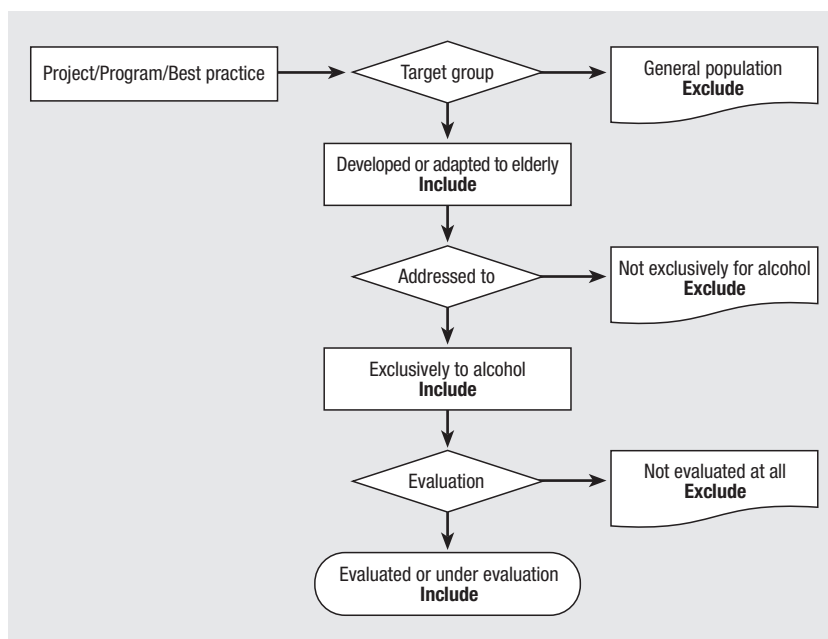 Project/Program/Best practice
Target group
General population
Exclude
Developed or adapted to elderly
Include
Addressed to
Not exclusively for alcohol
Exclude
Exclusively to alcohol
Include
Evaluation
Not evaluated at all
Exclude
Evaluated or under evaluation
Include